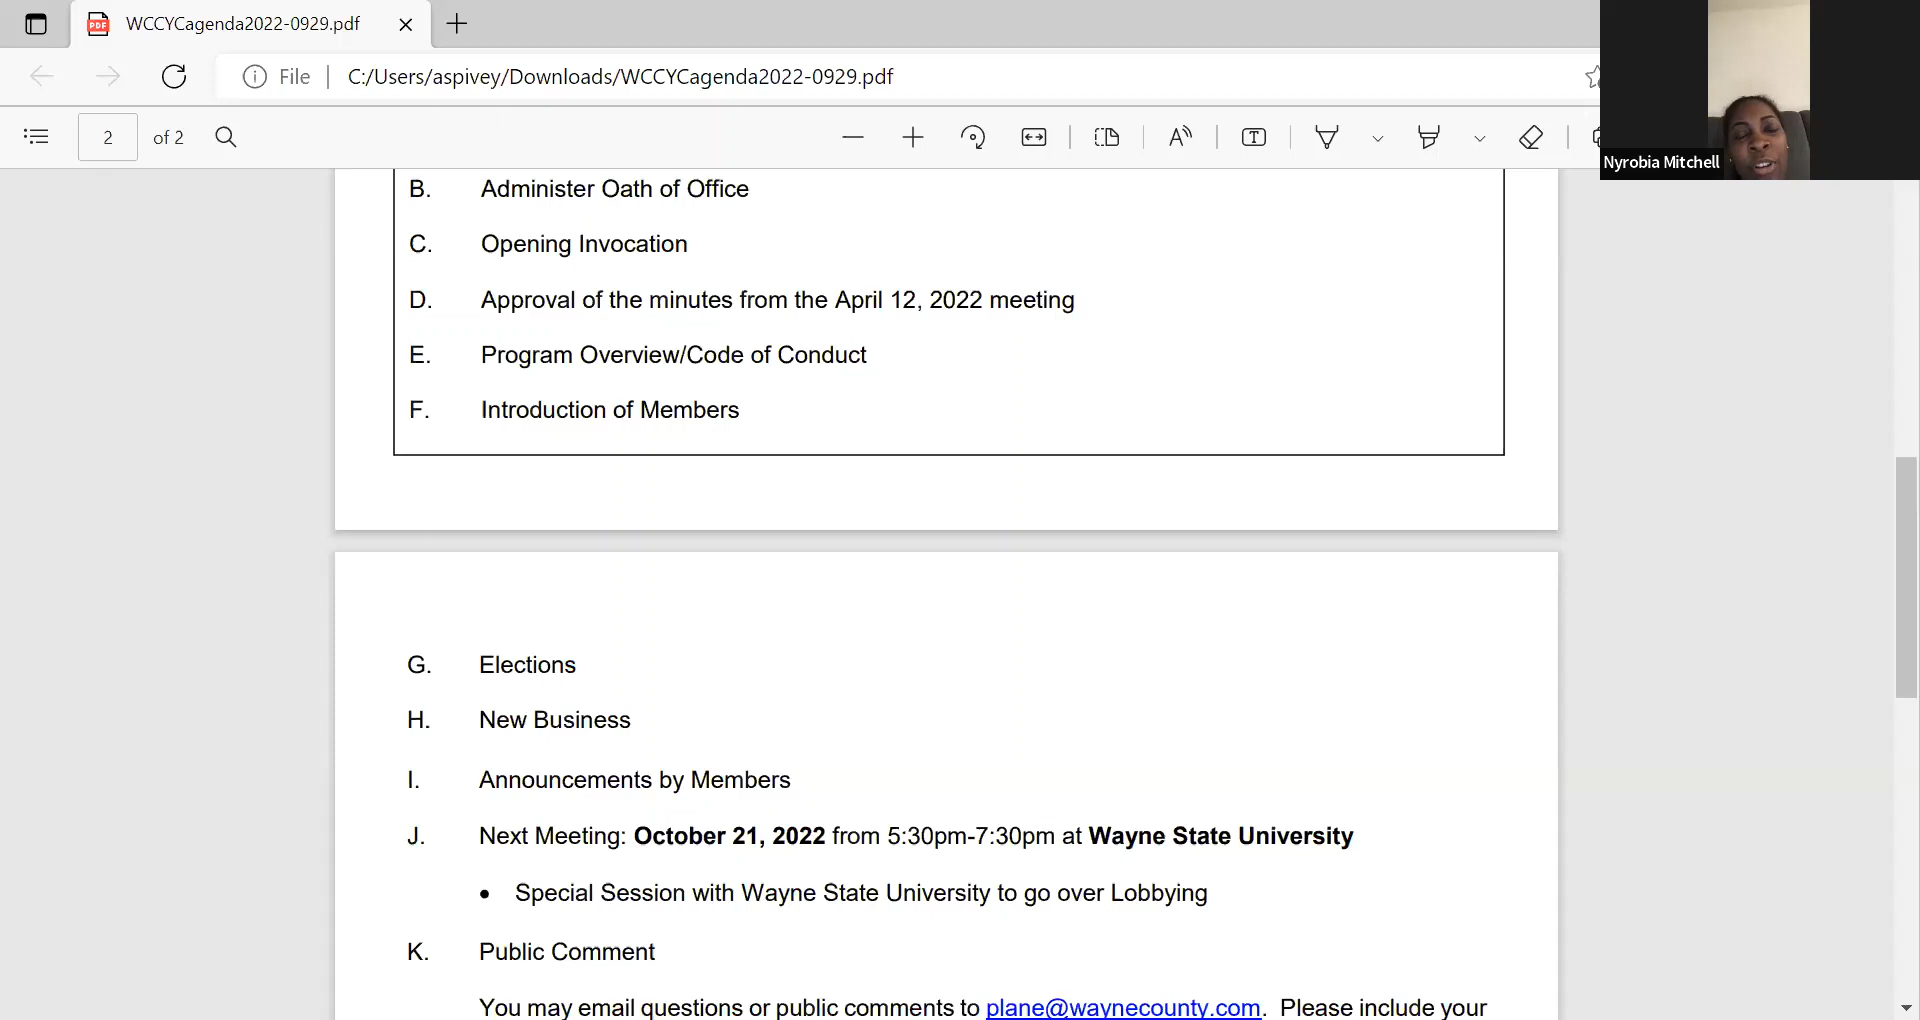 WCCYCagenda2022-0929.pdf
File | C:/Users/aspivey/Downloads/WCCYCagenda2022-0929.pdf
2 of 2
Nyrobia Mitchell
B. Administer Oath of Office
C. Opening Invocation
D. Approval of the minutes from the April 12, 2022 meeting
E. Program Overview/Code of Conduct
F. Introduction of Members
G. Elections
H. New Business
I. Announcements by Members
J. Next Meeting: October 21, 2022 from 5:30pm-7:30pm at Wayne State University
• Special Session with Wayne State University to go over Lobbying
K. Public Comment
You may email questions or public comments to plane@waynecounty.com. Please include your